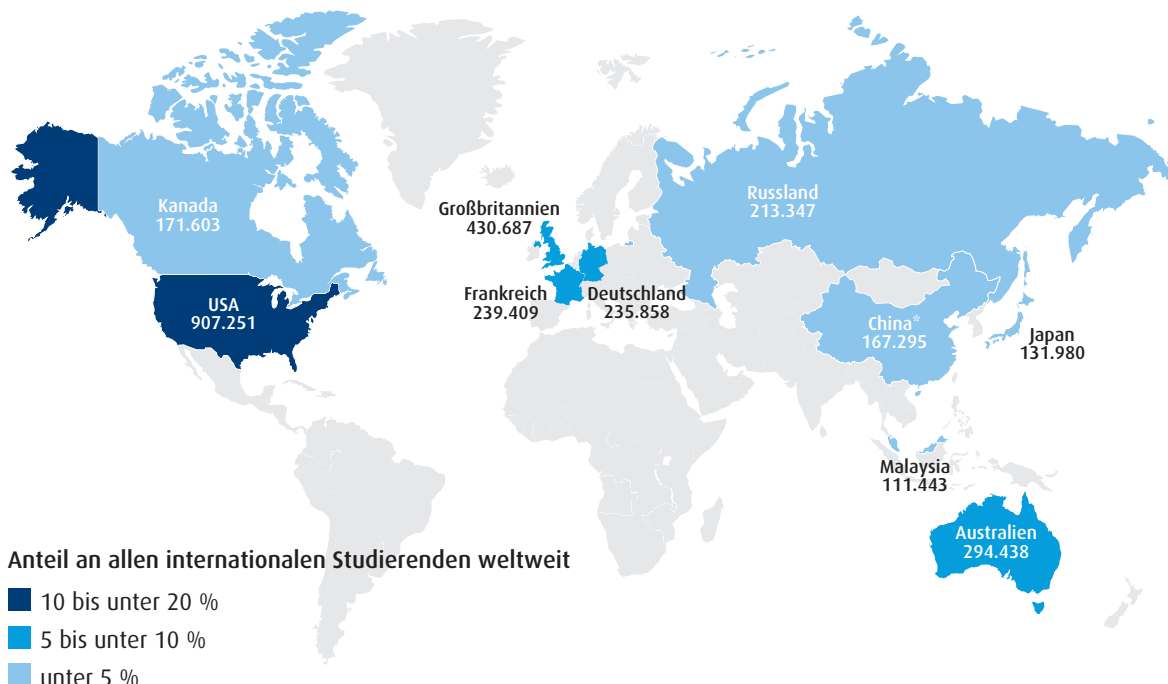 Kanada
171.603
USA
907.251
Großbritannien
430.687
Frankreich
239.409
Deutschland
235.858
Russland
213.347
China*
167.295
Japan
131.980
Malaysia
111.443
Australien
294.438
Anteil an allen internationalen Studierenden weltweit
10 bis unter 20 %
5 bis unter 10 %
unter 5 %